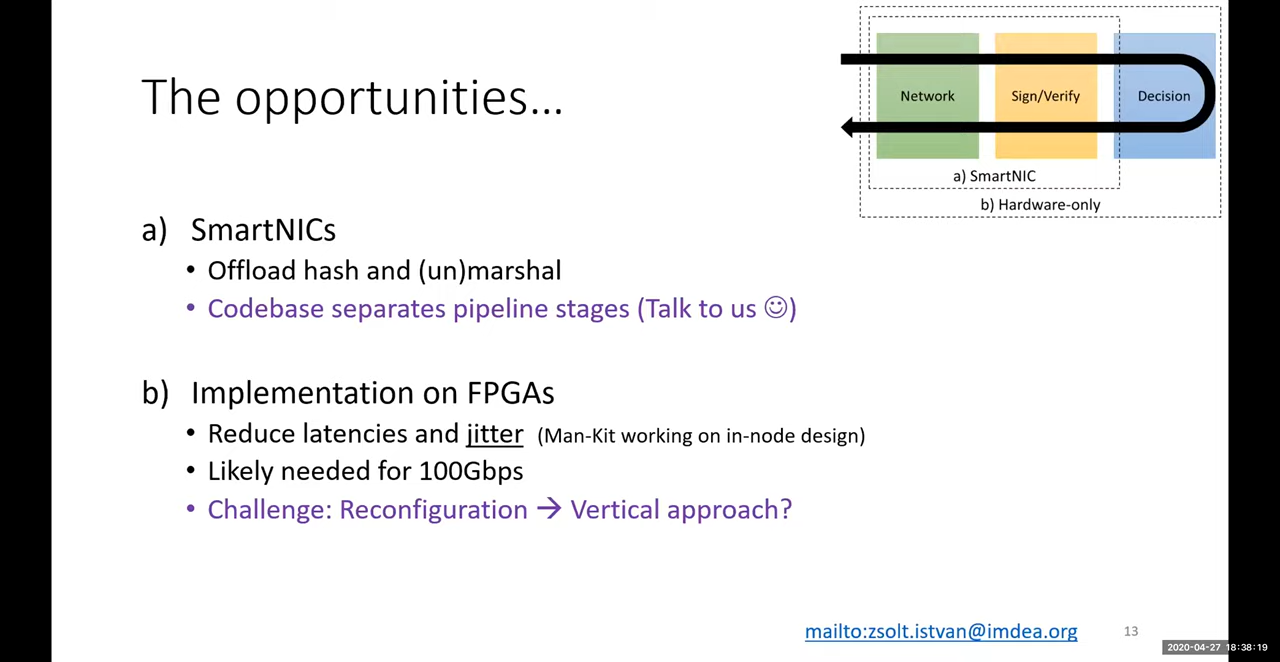 The opportunities...
Network
Sign/Verify
Decision
a) SmartNIC
b) Hardware-only
a) SmartNICs
• Offload hash and (un)marshal
• Codebase separates pipeline stages (Talk to us ☺)
b) Implementation on FPGAs
• Reduce latencies and jitter (Man-Kit working on in-node design)
• Likely needed for 100Gbps
• Challenge: Reconfiguration → Vertical approach?
mailto:zsolt.istvan@imdea.org
13
2020-04-27 18:38:19